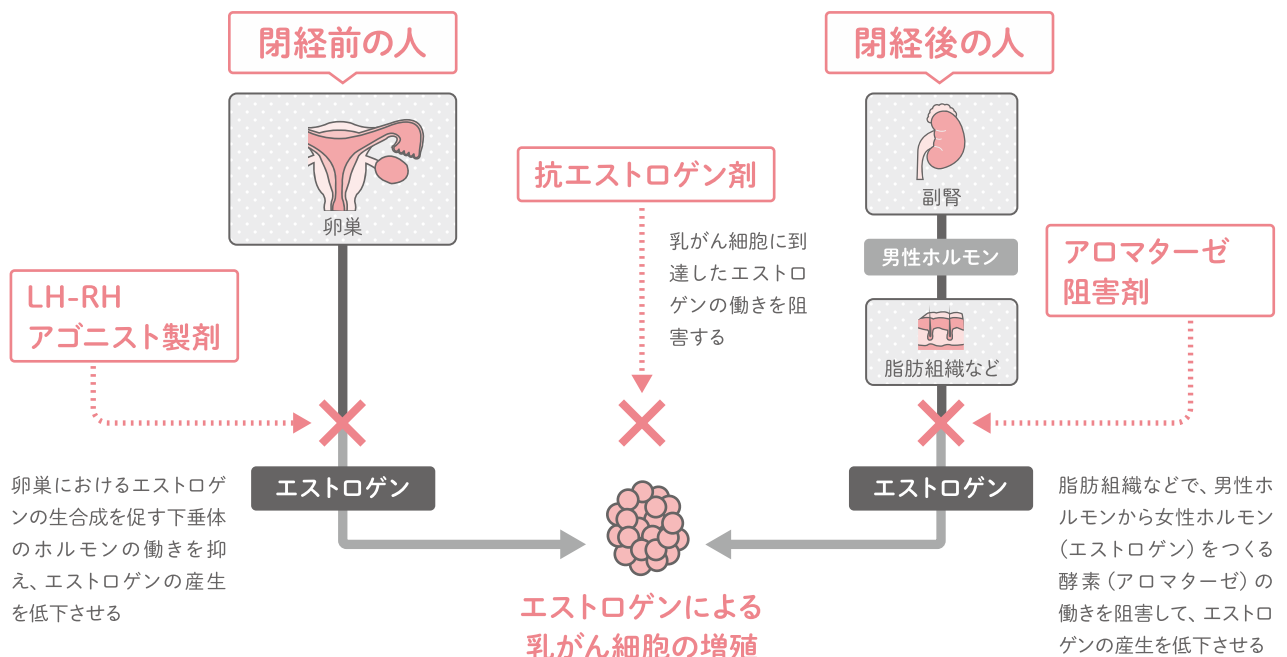 閉経前の人
卵巣
LH-RH
アゴニスト製剤
卵巣におけるエストロゲ
ンの生合成を促す下垂体
のホルモンの働きを抑
え、エストロゲンの産生
を低下させる
エストロゲン
抗エストロゲン剤
乳がん細胞に到
達したエストロ
ゲンの働きを阻
害する
エストロゲンによる
乳がん細胞の増殖
閉経後の人
副腎
男性ホルモン
脂肪組織など
エストロゲン
アロマターゼ
阻害剤
脂肪組織などで、男性ホ
ルモンから女性ホルモン
（エストロゲン）をつくる
酵素（アロマターゼ）の
働きを阻害して、エストロ
ゲンの産生を低下させる